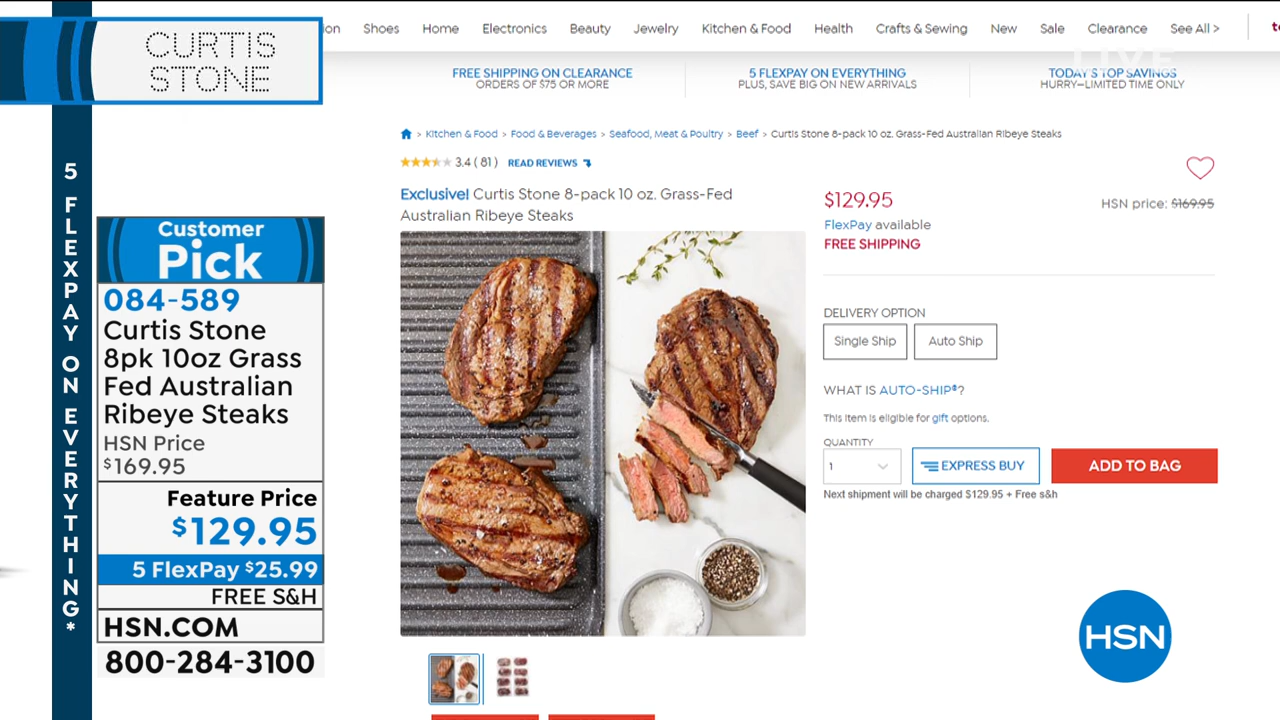 CURTIS
STONE
ion Shoes Home Electronics Beauty Jewelry Kitchen & Food Health Crafts & Sewing New Sale Clearance See All >
LIVE
FREE SHIPPING ON CLEARANCE
ORDERS OF $75 OR MORE
5 FLEXPAY ON EVERYTHING
PLUS, SAVE BIG ON NEW ARRIVALS
TODAY'S TOP SAVINGS
HURRY—LIMITED TIME ONLY
> Kitchen & Food > Food & Beverages > Seafood, Meat & Poultry > Beef > Curtis Stone 8-pack 10 oz. Grass-Fed Australian Ribeye Steaks
3.4 ( 81 ) READ REVIEWS
Exclusive! Curtis Stone 8-pack 10 oz. Grass-Fed
Australian Ribeye Steaks
$129.95
HSN price: $169.95
FlexPay available
FREE SHIPPING
DELIVERY OPTION
Single Ship
Auto Ship
WHAT IS AUTO-SHIP®?
This item is eligible for gift options.
QUANTITY
1
EXPRESS BUY
ADD TO BAG
Next shipment will be charged $129.95 + Free s&h
5 FLEXPAY ON EVERYTHING*
Customer
Pick
084-589
Curtis Stone
8pk 10oz Grass
Fed Australian
Ribeye Steaks
HSN Price
$169.95
Feature Price
$129.95
5 FlexPay $25.99
FREE S&H
HSN.COM
800-284-3100
HSN